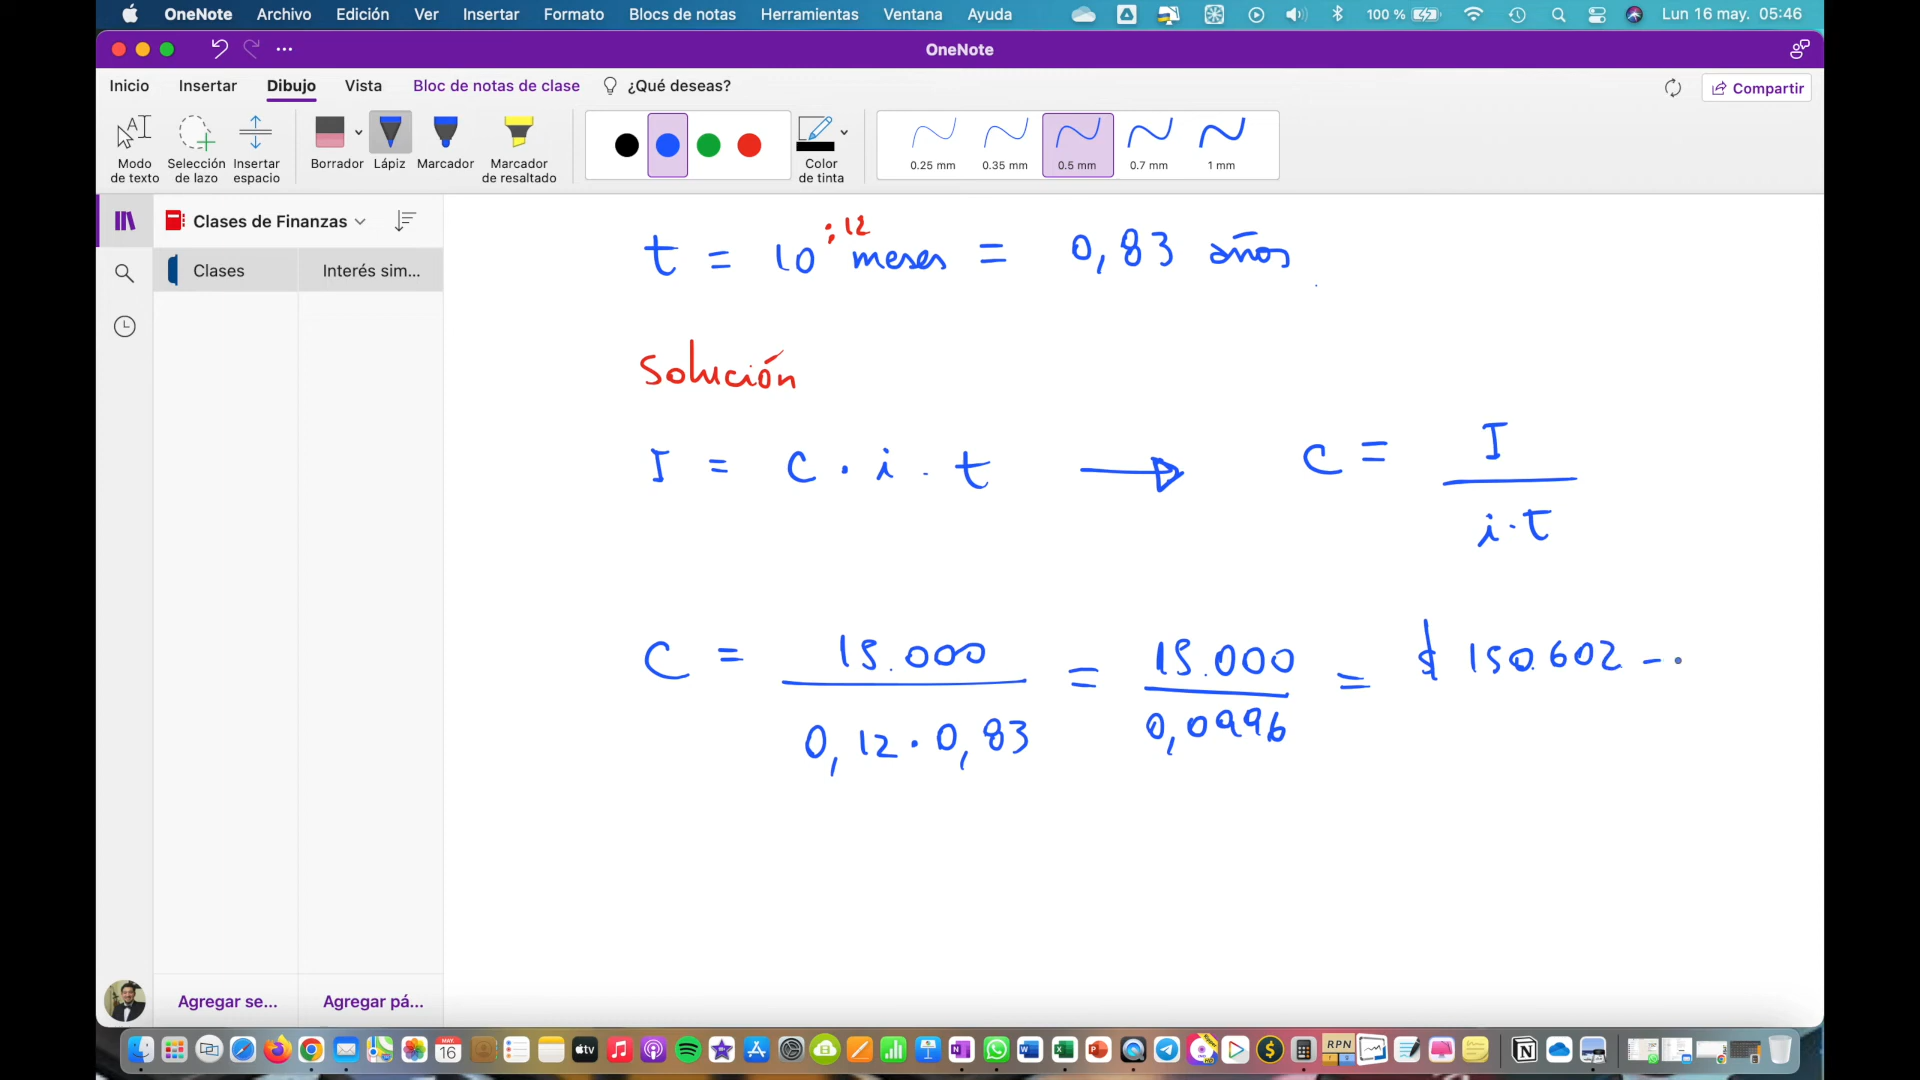 OneNote Archivo Edición Ver Insertar Formato Blocs de notas Herramientas Ventana Ayuda 100 % Lun 16 may. 05:46
OneNote
Inicio Insertar Dibujo Vista Bloc de notas de clase ¿Qué deseas? Compartir
Modo de texto
Selección de lazo
Insertar espacio
Borrador
Lápiz
Marcador
Marcador de resaltado
Color de tinta
0.25 mm 0.35 mm 0.5 mm 0.7 mm 1 mm
Clases de Finanzas
Clases Interés sim...
Agregar se... Agregar pá...
:12
t = 10 meses = 0,83 años
Solución
I = C · i · t → C = I / i·t
C = 15.000 / 0,12 · 0,83 = 15.000 / 0,0996 = $ 150.602 -
MAY. 16
tv
RPN